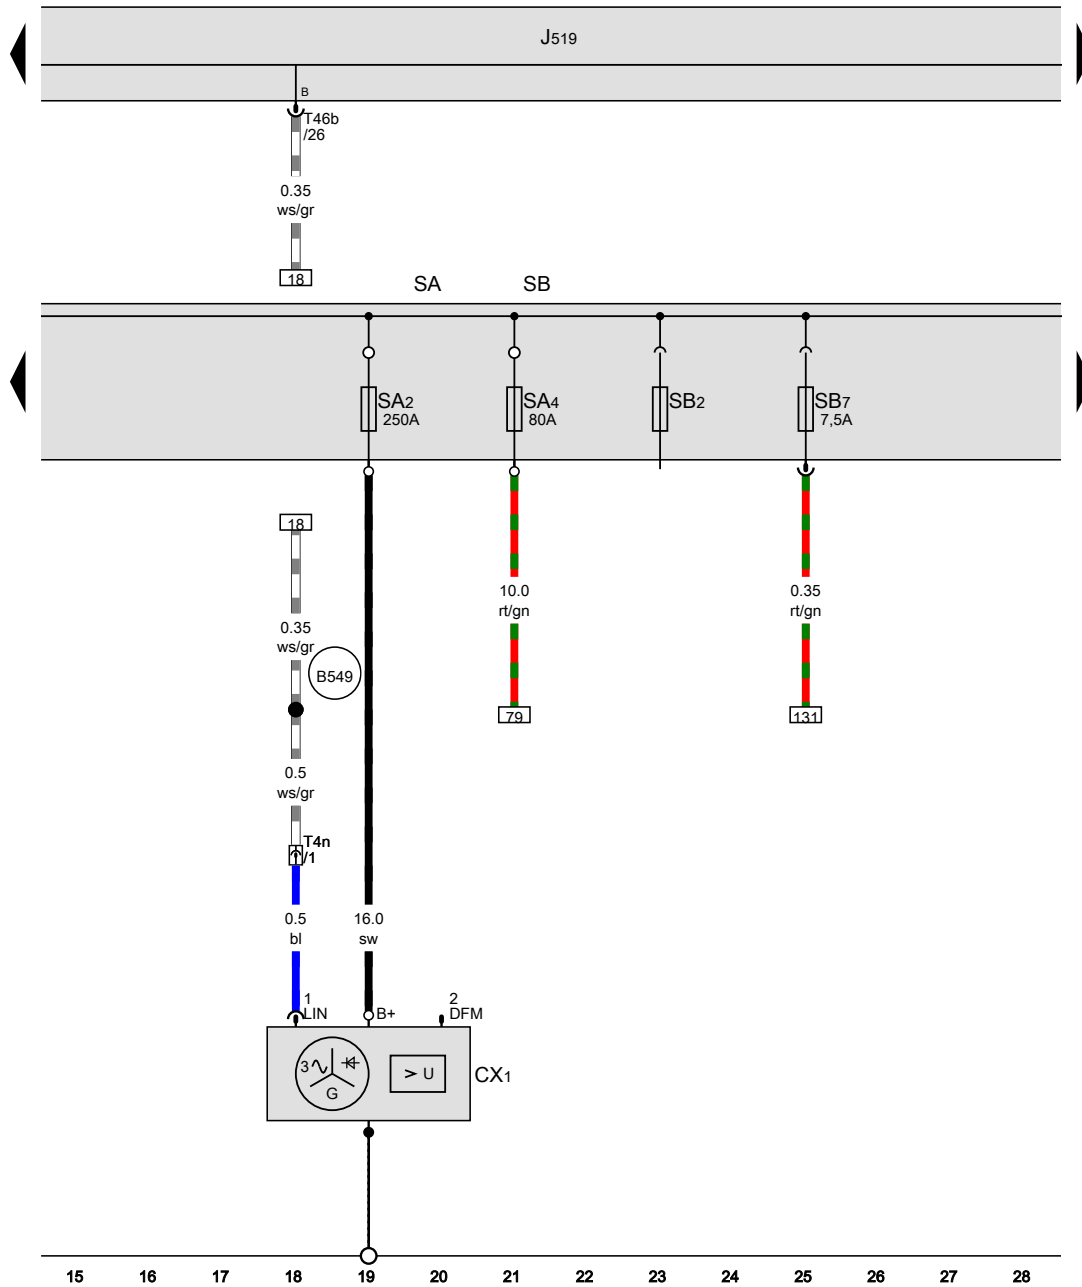 J519
B
T46b
/26
0.35
ws/gr
18
SA SB
SA2
250A
SA4
80A
SB2
SB7
7,5A
18
10.0
rt/gn
0.35
rt/gn
0.35
ws/gr
B549
79
131
0.5
ws/gr
T4n
/1
0.5
bl
16.0
sw
1
LIN
B+
2
DFM
3
G
> U
CX1
15 16 17 18 19 20 21 22 23 24 25 26 27 28